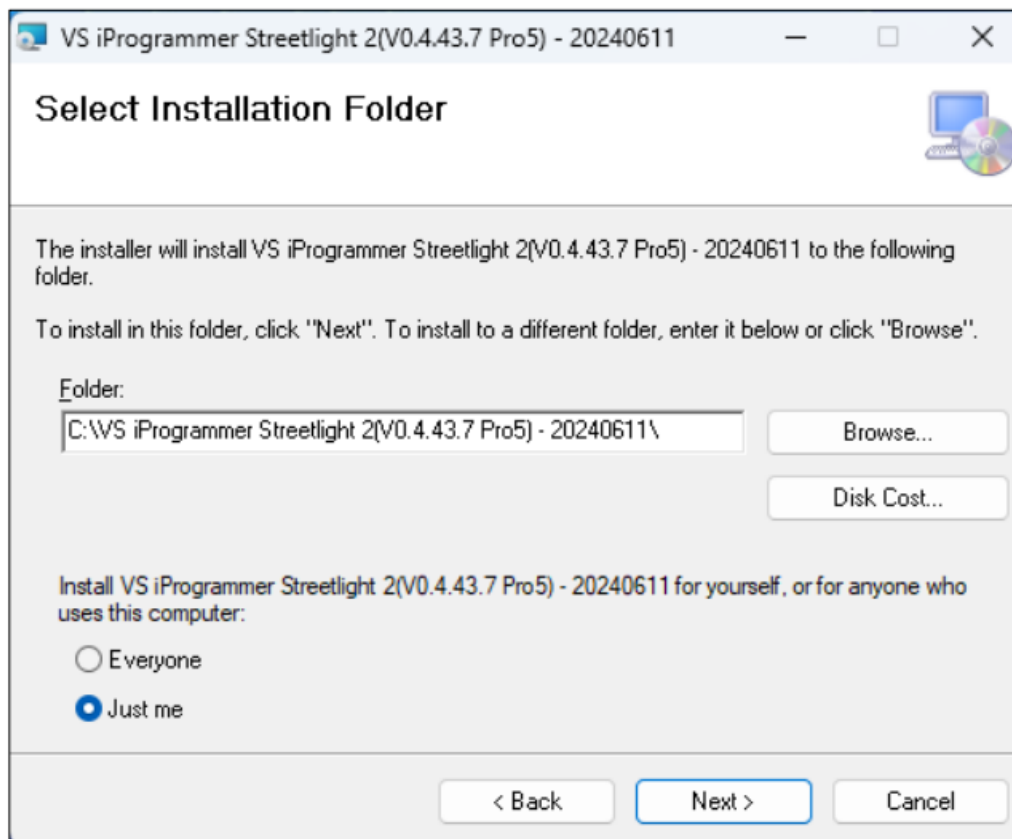 VS iProgrammer Streetlight 2(V0.4.43.7 Pro5) - 20240611
Select Installation Folder
The installer will install VS iProgrammer Streetlight 2(V0.4.43.7 Pro5) - 20240611 to the following
folder.
To install in this folder, click "Next". To install to a different folder, enter it below or click "Browse".
Folder:
C:\VS iProgrammer Streetlight 2(V0.4.43.7 Pro5) - 20240611\
Browse...
Disk Cost...
Install VS iProgrammer Streetlight 2(V0.4.43.7 Pro5) - 20240611 for yourself, or for anyone who
uses this computer:
Everyone
Just me
< Back
Next >
Cancel